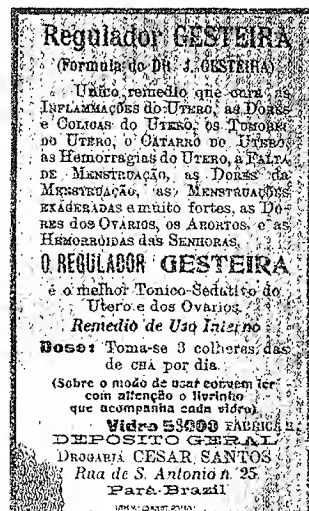 Regulador GESTEIRA
(Formula do DR. J. GESTEIRA)
Unico remedio que cura as
INFLAMMAÇÕES do UTERO, as DORES
e COLICAS do UTERO, os TUMORES
DO UTERO, O CATARRO DO UTERO
as Hemorragias do UTERO, a FALTA
DE MENSTRUAÇÃO, as DORES da
MENSTRUAÇÃO, as MENSTRUAÇÕES
EXAGERADAS e muito fortes, as DO-
RES dos OVARIOS, os ABORTOS, e as
HEMORROIDAS das SENHORAS.
O REGULADOR GESTEIRA
é o melhor Tonico-Sedativo do
Utero e dos Ovarios.
Remedio de Uso Interno
Dose: Toma-se 3 colheres, das
de CHÁ por dia.
(Sobre o modo de usar convem ler
com attenção o livrinho
que acompanha cada vidro)
Vidro 5$000
DEPOSITO GERAL
DROGARIA CESAR SANTOS
Rua de S. Antonio n. 25
Pará-Brazil